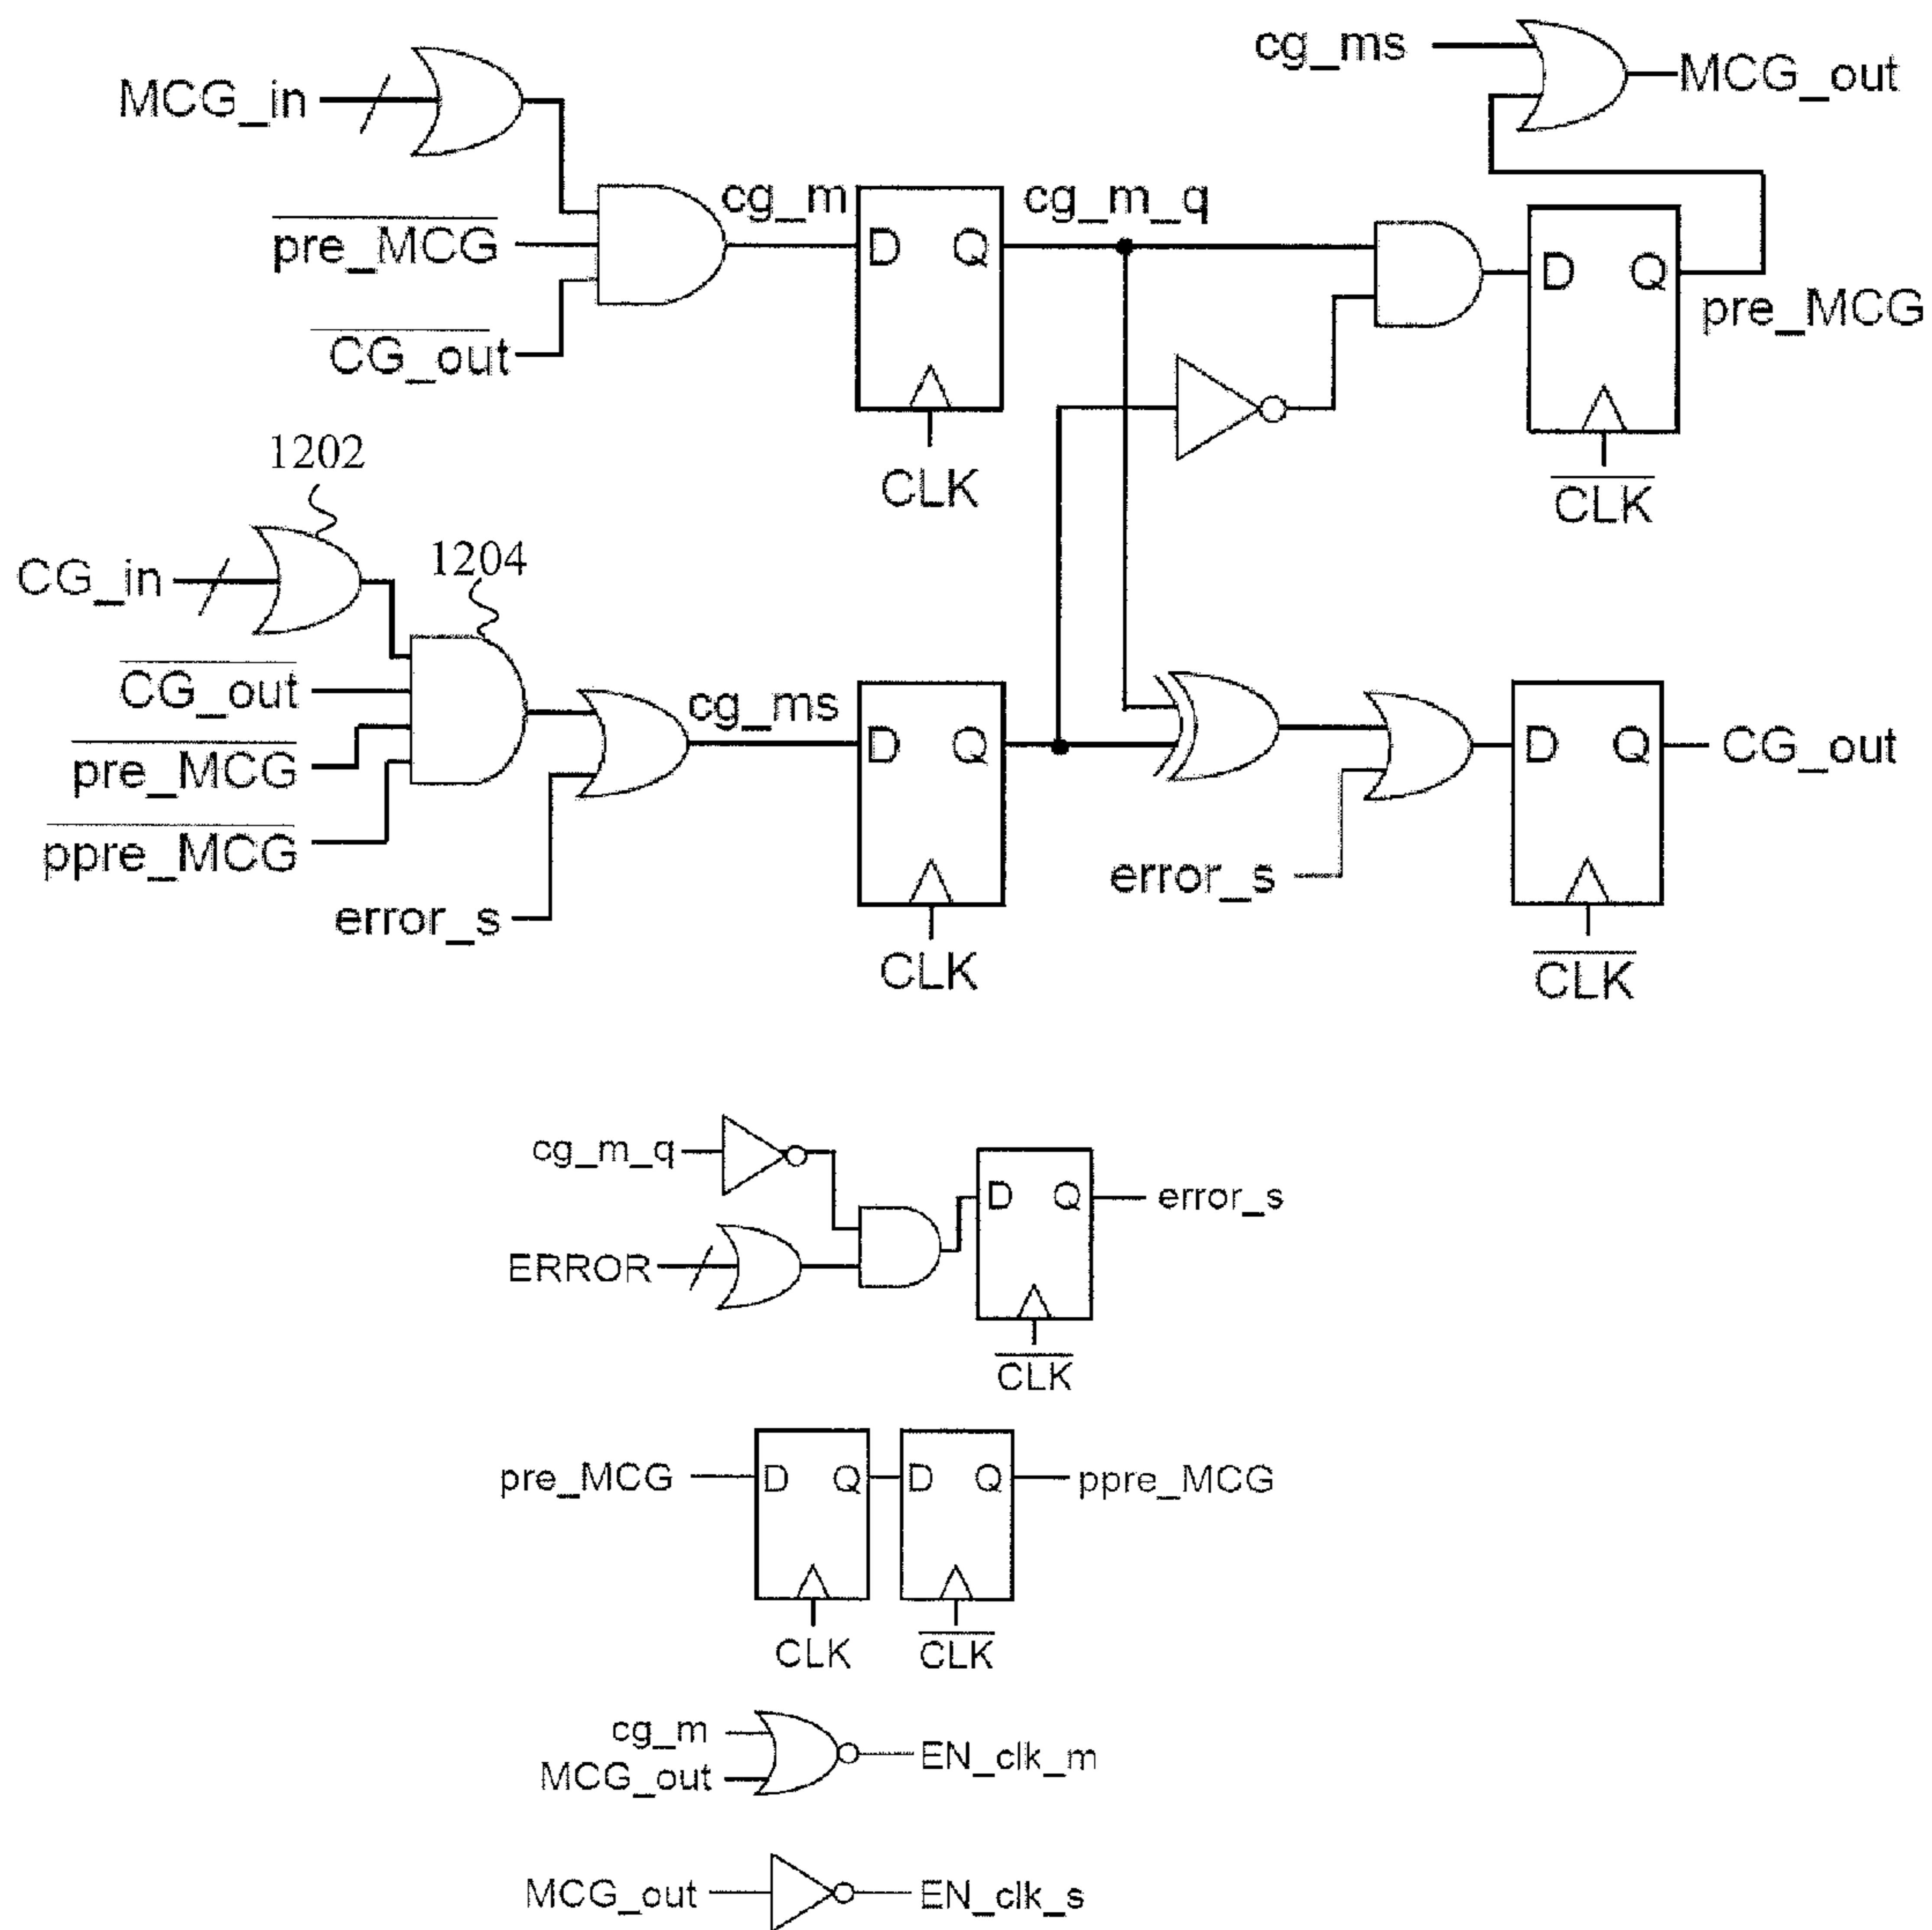 cg_ms
MCG_out
MCG_in
cg_m
cg_m_q
pre_MCG
D Q
D Q
pre_MCG
CG_out
CLK
CLK
1202
1204
CG_in
CG_out
cg_ms
D Q
D Q
CG_out
pre_MCG
ppre_MCG
error_s
error_s
CLK
CLK
cg_m_q
D Q
error_s
ERROR
CLK
pre_MCG
D Q
D Q
ppre_MCG
CLK
CLK
cg_m
EN_clk_m
MCG_out
MCG_out
EN_clk_s